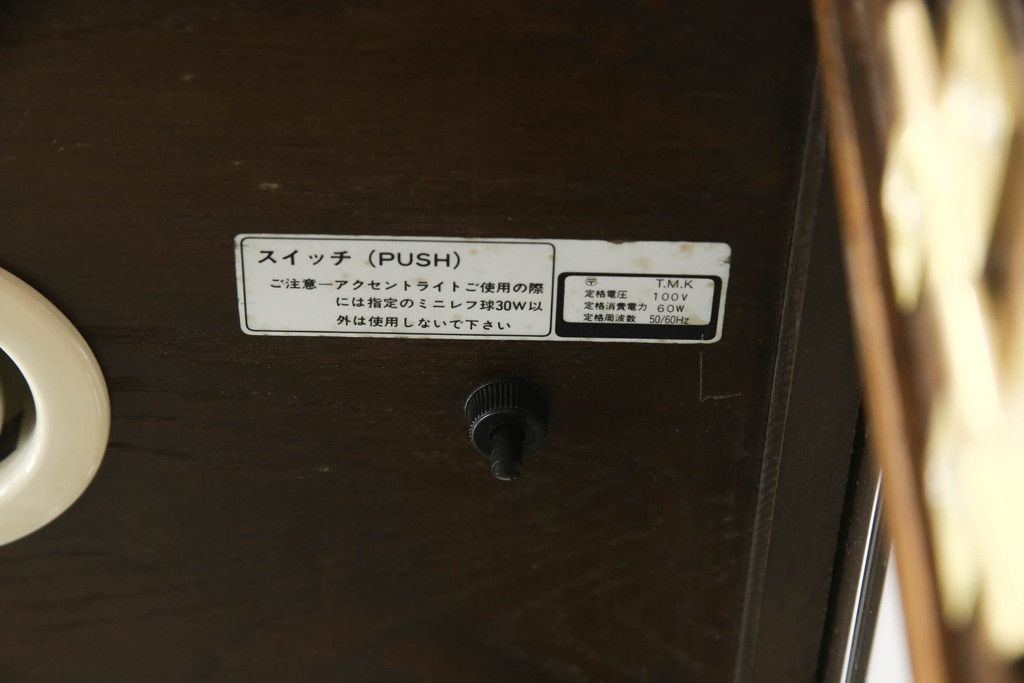 スイッチ (PUSH)
ご注意―アクセントライトご使用の際
には指定のミニレフ球30W以
外は使用しないで下さい
〒 T.M.K
定格電圧 100V
定格消費電力 60W
定格周波数 50/60Hz